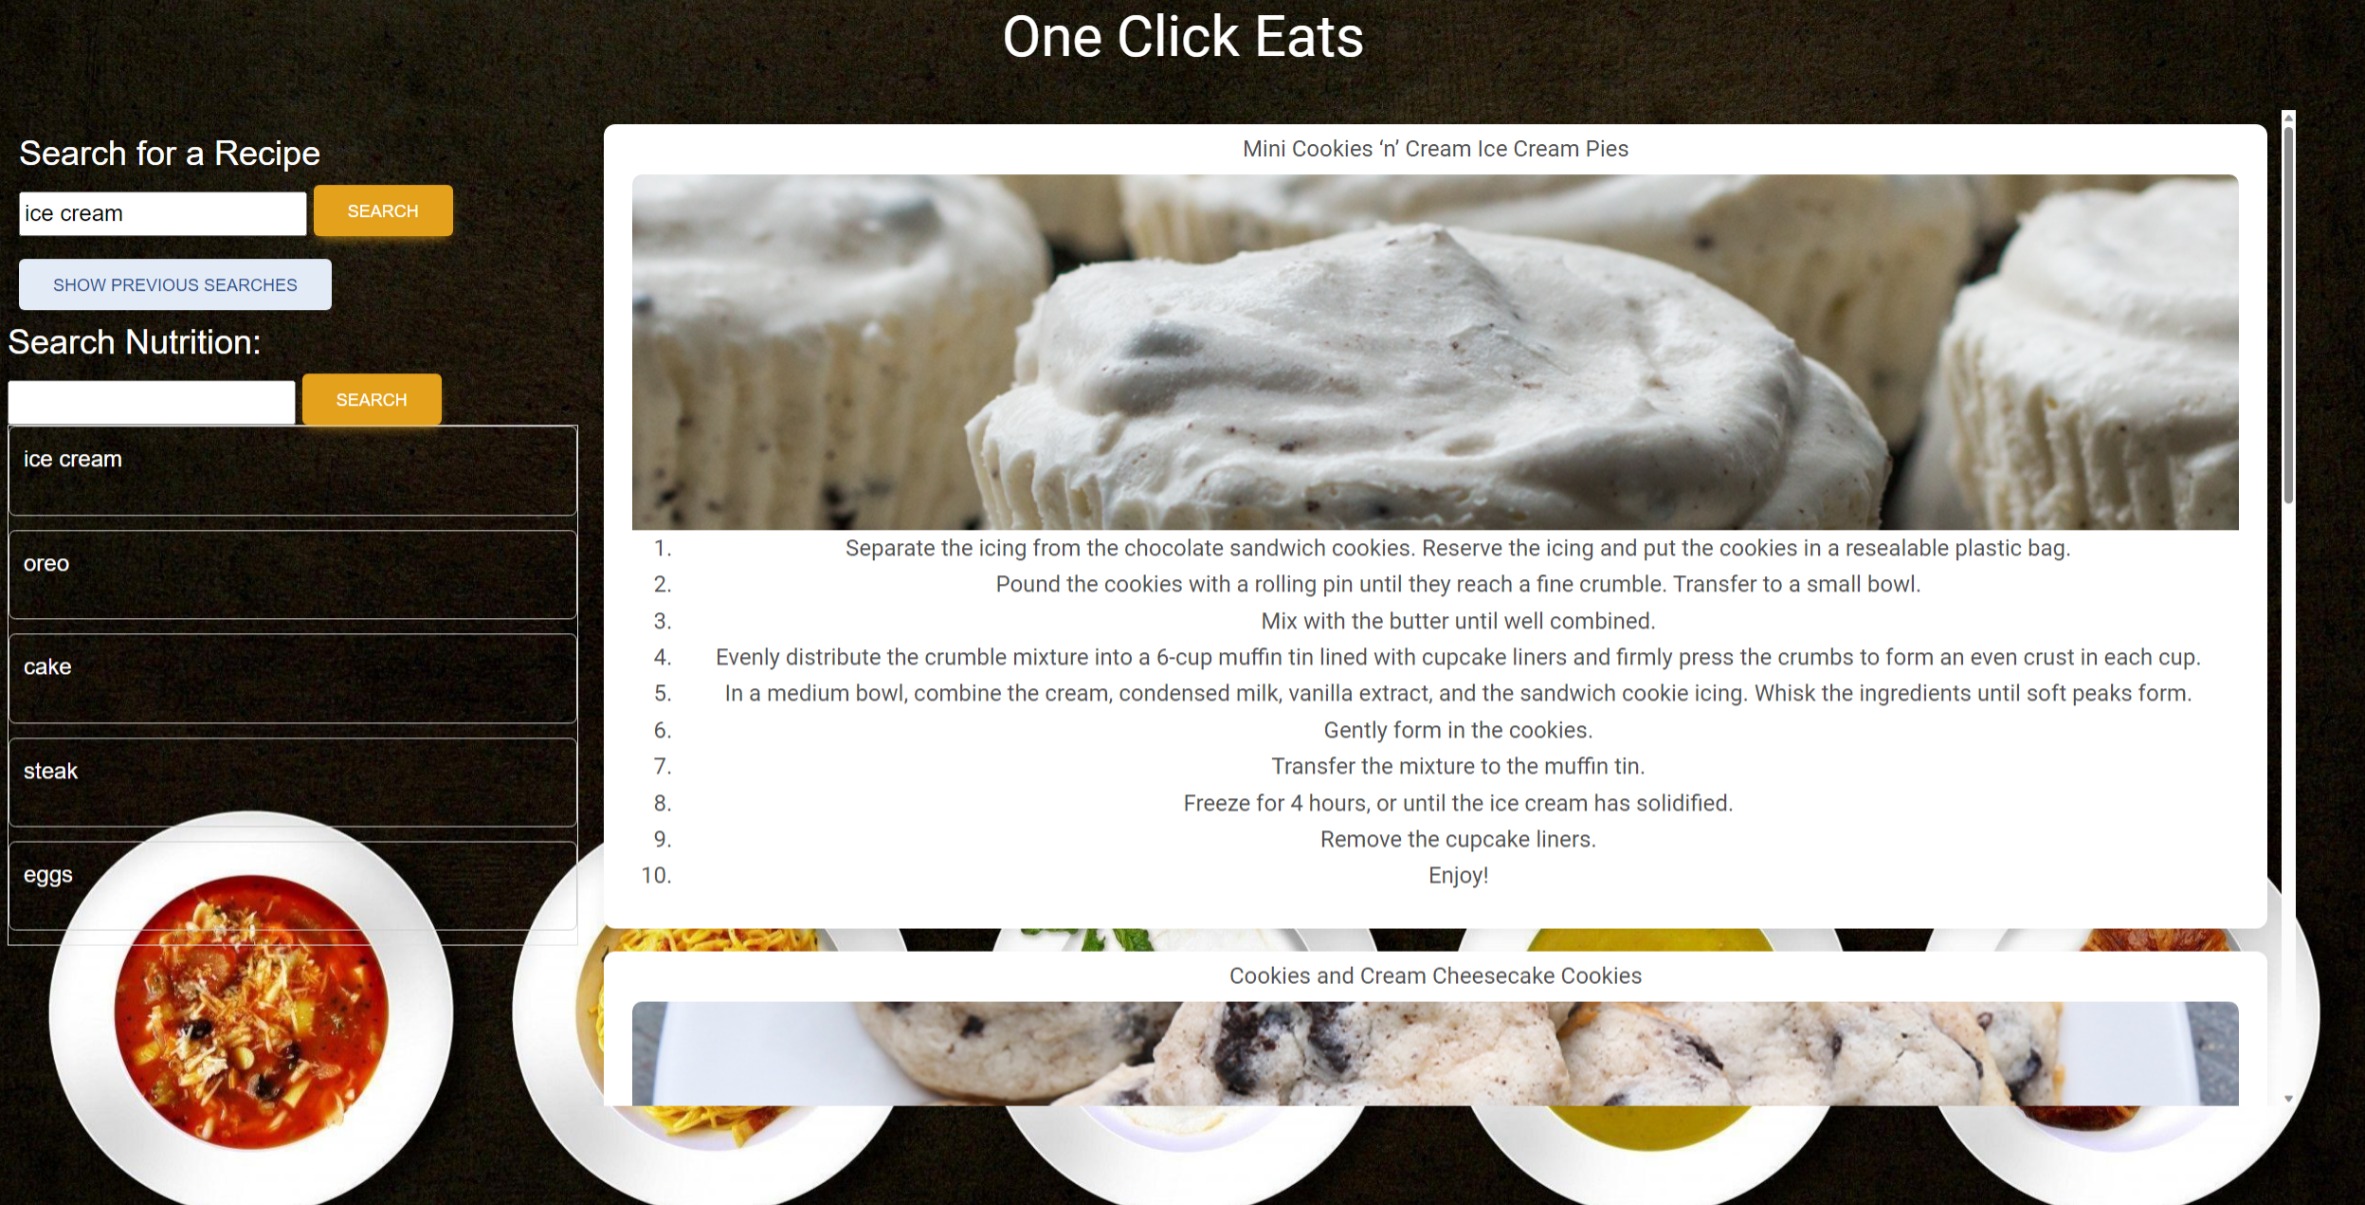 One Click Eats
Search for a Recipe
ice cream
SEARCH
SHOW PREVIOUS SEARCHES
Search Nutrition:
SEARCH
ice cream
oreo
cake
steak
eggs
Mini Cookies ‘n’ Cream Ice Cream Pies
1. Separate the icing from the chocolate sandwich cookies. Reserve the icing and put the cookies in a resealable plastic bag.
2. Pound the cookies with a rolling pin until they reach a fine crumble. Transfer to a small bowl.
3. Mix with the butter until well combined.
4. Evenly distribute the crumble mixture into a 6-cup muffin tin lined with cupcake liners and firmly press the crumbs to form an even crust in each cup.
5. In a medium bowl, combine the cream, condensed milk, vanilla extract, and the sandwich cookie icing. Whisk the ingredients until soft peaks form.
6. Gently form in the cookies.
7. Transfer the mixture to the muffin tin.
8. Freeze for 4 hours, or until the ice cream has solidified.
9. Remove the cupcake liners.
10. Enjoy!
Cookies and Cream Cheesecake Cookies